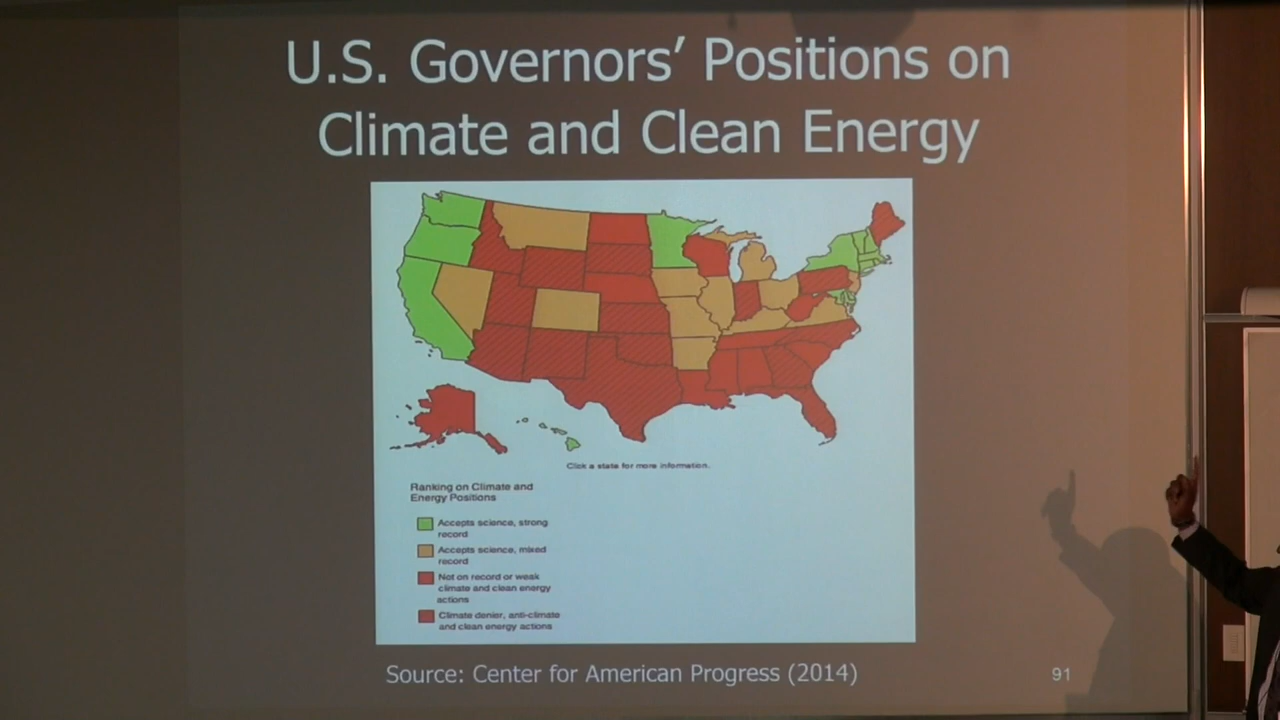 U.S. Governors’ Positions on
Climate and Clean Energy
Click a state for more information.
Ranking on Climate and
Energy Positions
Accepts science, strong
record
Accepts science, mixed
record
Not on record or weak
climate and clean energy
actions
Climate denier, anti-climate
and clean energy actions
Source: Center for American Progress (2014)
91